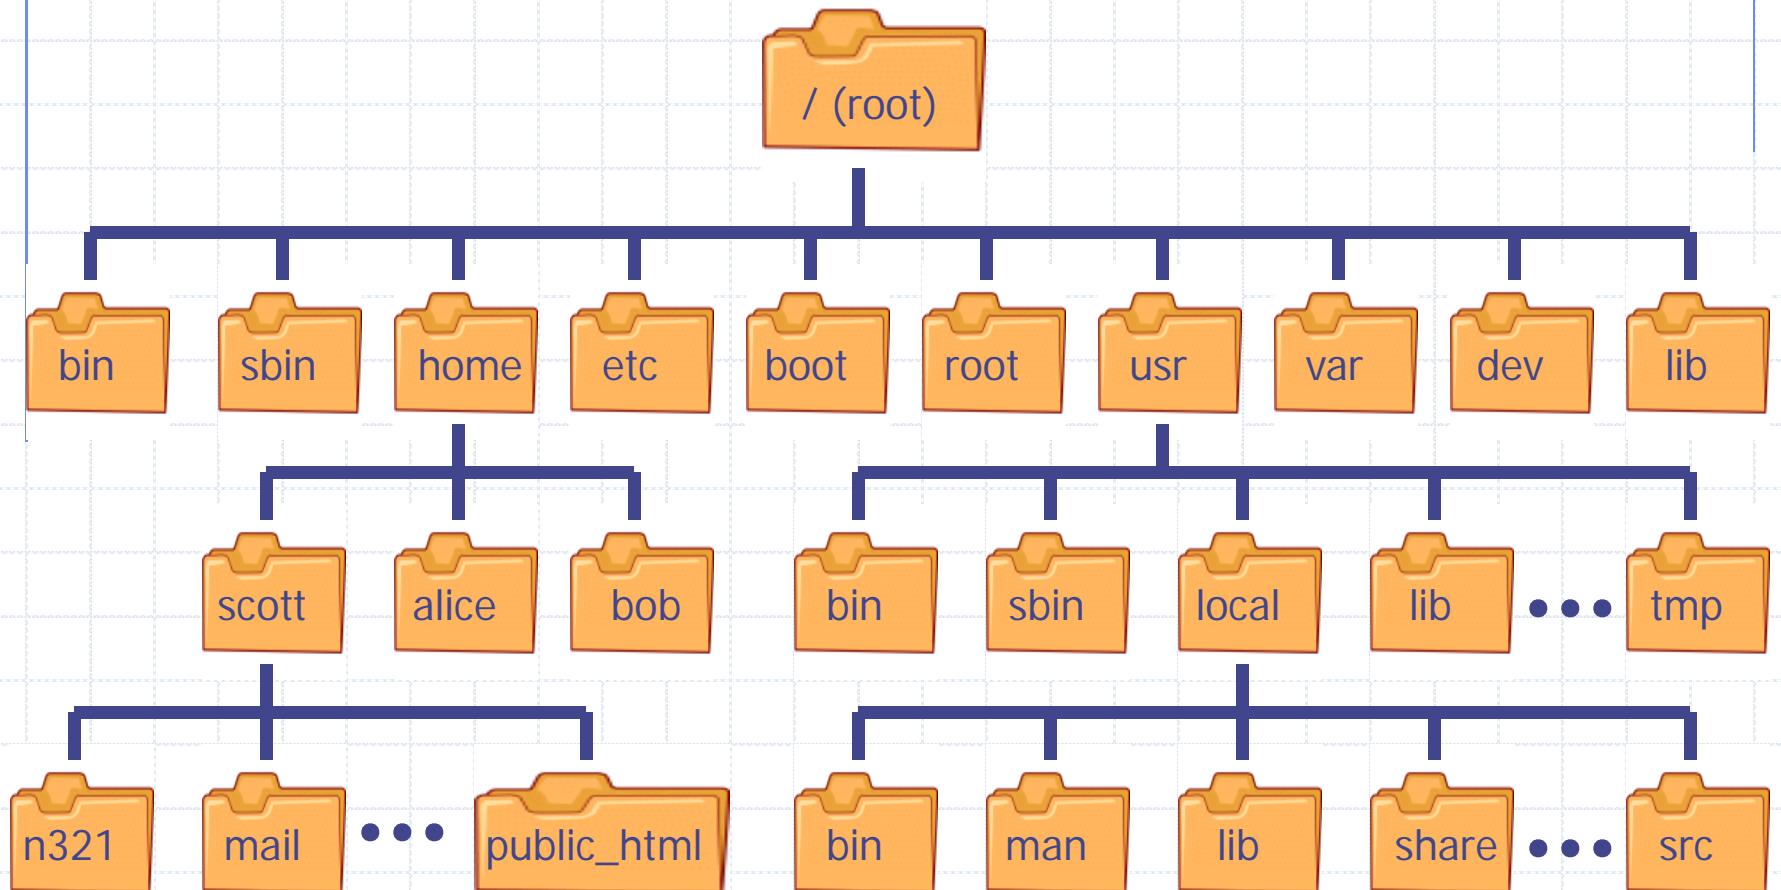 / (root)
bin sbin home etc boot root usr var dev lib
scott alice bob bin sbin local lib ••• tmp
n321 mail ••• public_html bin man lib share ••• src